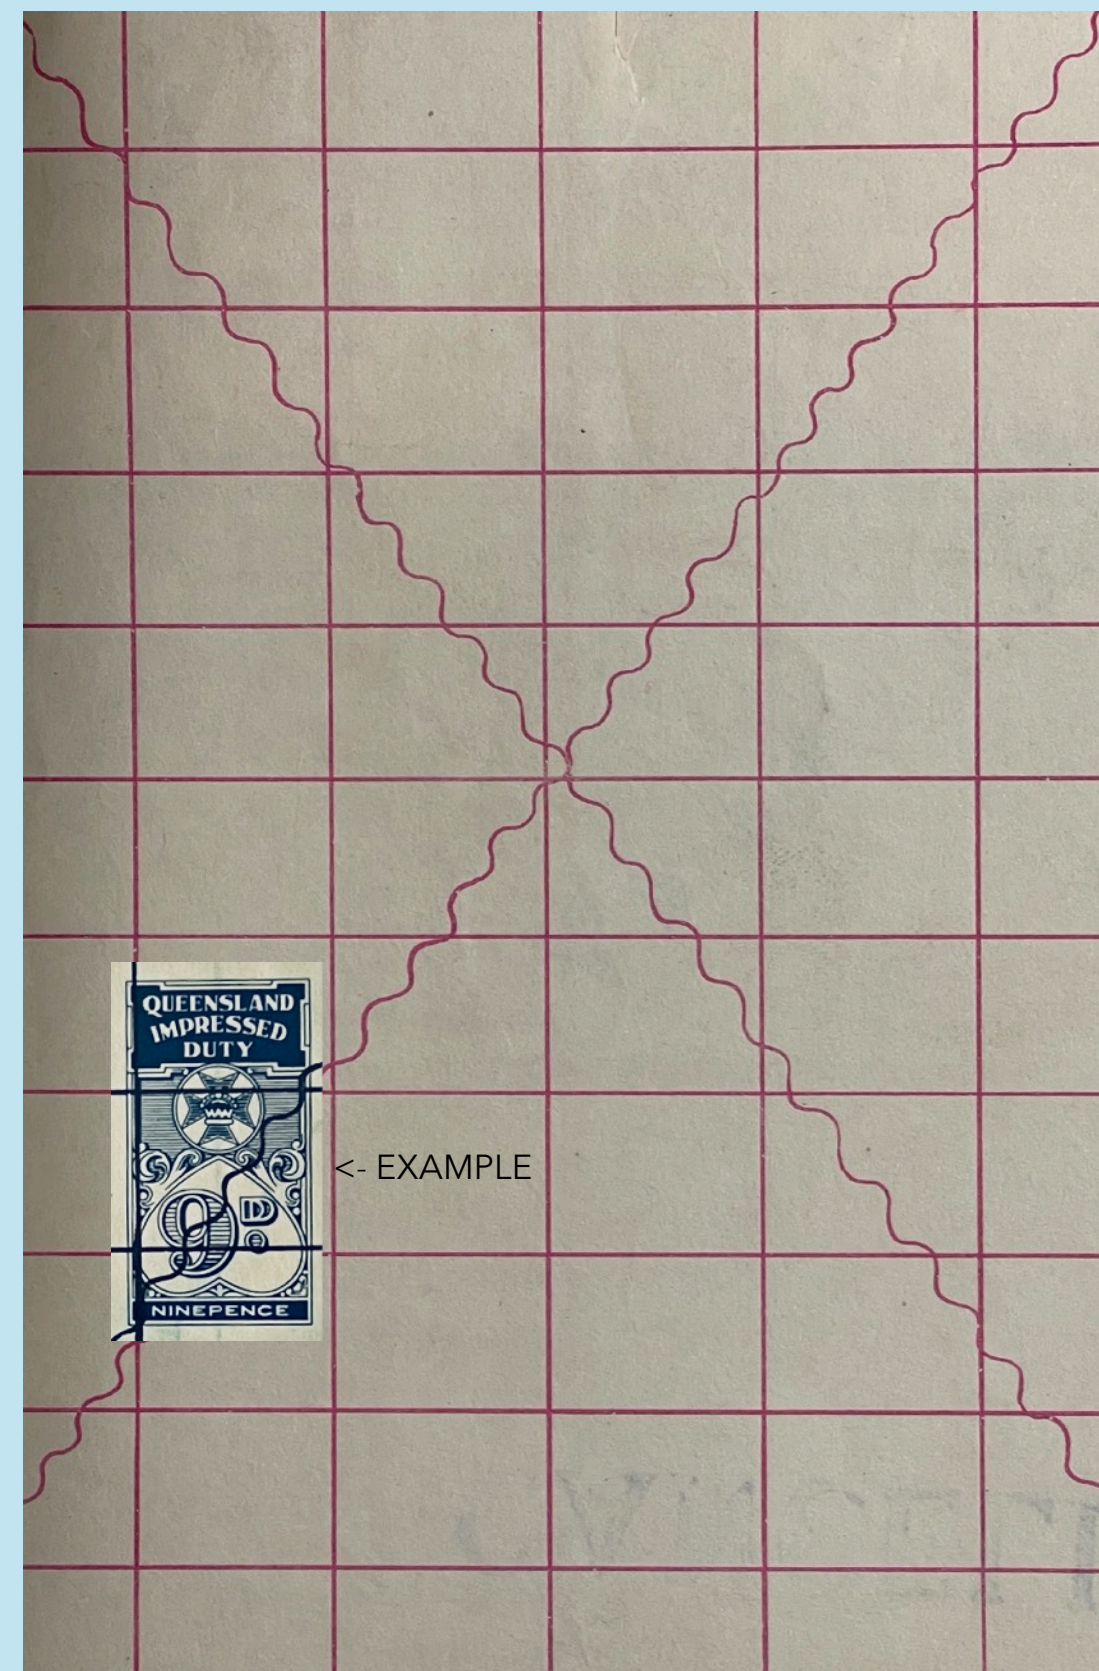 QUEENSLAND
IMPRESSED
DUTY
9D.
NINEPENCE
<- EXAMPLE